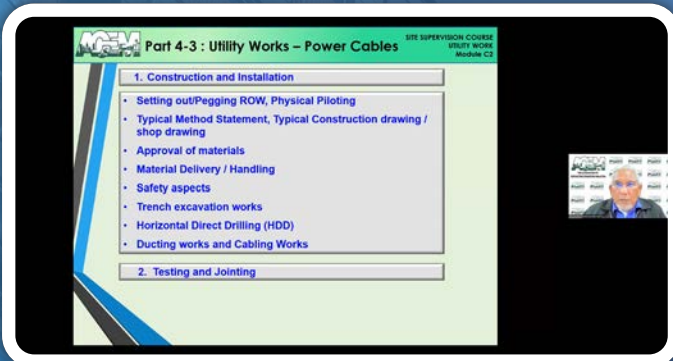 ACEM
Part 4-3 : Utility Works – Power Cables
SITE SUPERVISION COURSE
UTILITY WORK
Module C2
1. Construction and Installation
• Setting out/Pegging ROW, Physical Piloting
• Typical Method Statement, Typical Construction drawing /
shop drawing
• Approval of materials
• Material Delivery / Handling
• Safety aspects
• Trench excavation works
• Horizontal Direct Drilling (HDD)
• Ducting works and Cabling Works
2. Testing and Jointing
ACEM